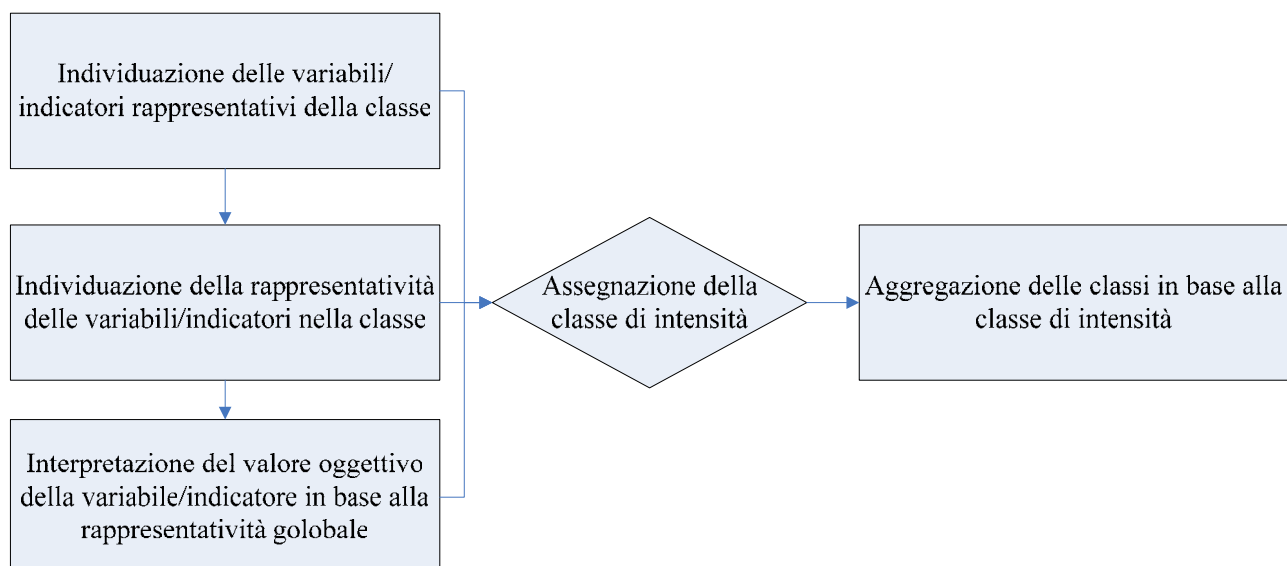 Individuazione delle variabili/
indicatori rappresentativi della classe
Individuazione della rappresentatività
delle variabili/indicatori nella classe
Interpretazione del valore oggettivo
della variabile/indicatore in base alla
rappresentatività golobale
Assegnazione della
classe di intensità
Aggregazione delle classi in base alla
classe di intensità